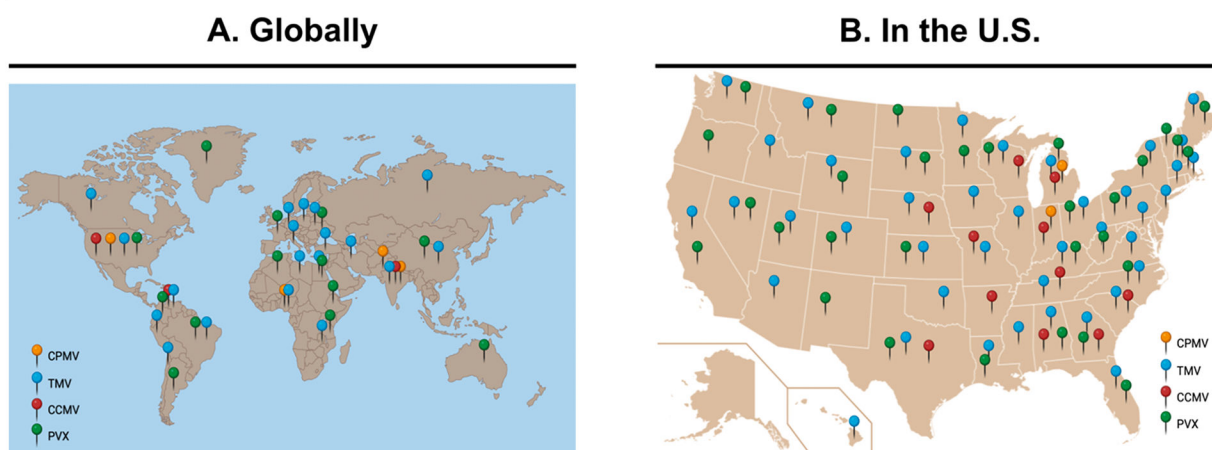 A. Globally
CPMV
TMV
CCMV
PVX
B. In the U.S.
CPMV
TMV
CCMV
PVX